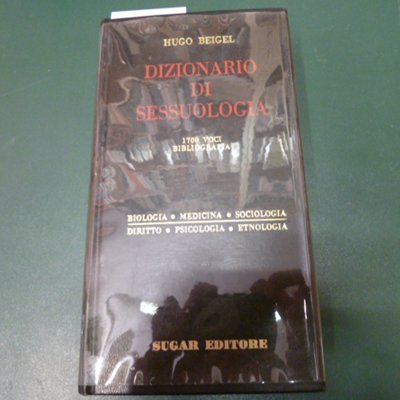 HUGO BEIGEL
DIZIONARIO
DI
SESSUOLOGIA
1700 VOCI
BIBLIOGRAFIA
BIOLOGIA • MEDICINA • SOCIOLOGIA
DIRITTO • PSICOLOGIA • ETNOLOGIA
SUGAR EDITORE